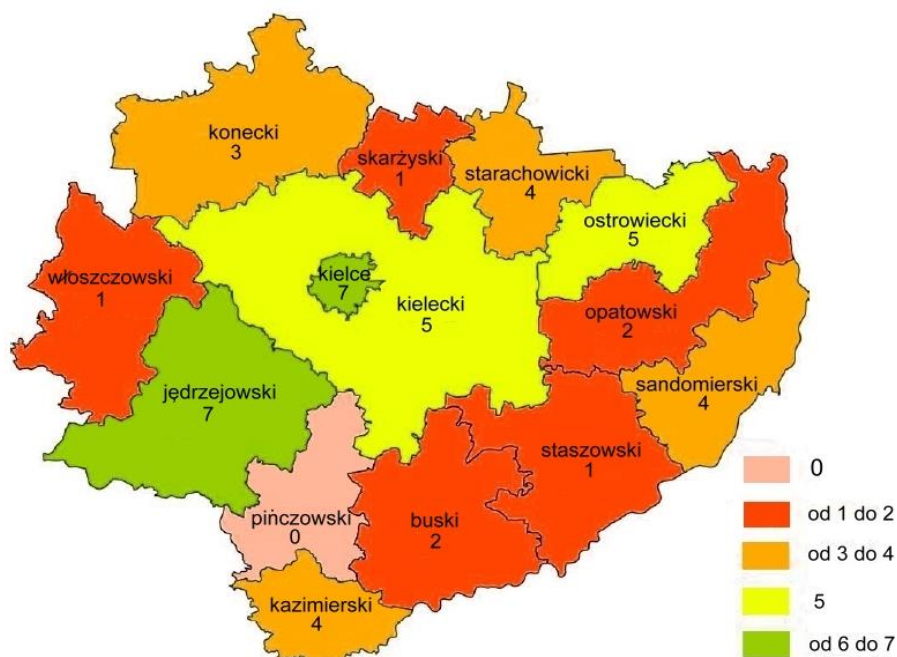 konecki
3
skarżyski
1
starachowicki
4
ostrowiecki
5
włoszczowski
1
kielce
7
kielecki
5
opatowski
2
jędrzejowski
7
sandomierski
4
staszowski
1
pińczowski
0
buski
2
kazimierski
4
0
od 1 do 2
od 3 do 4
5
od 6 do 7